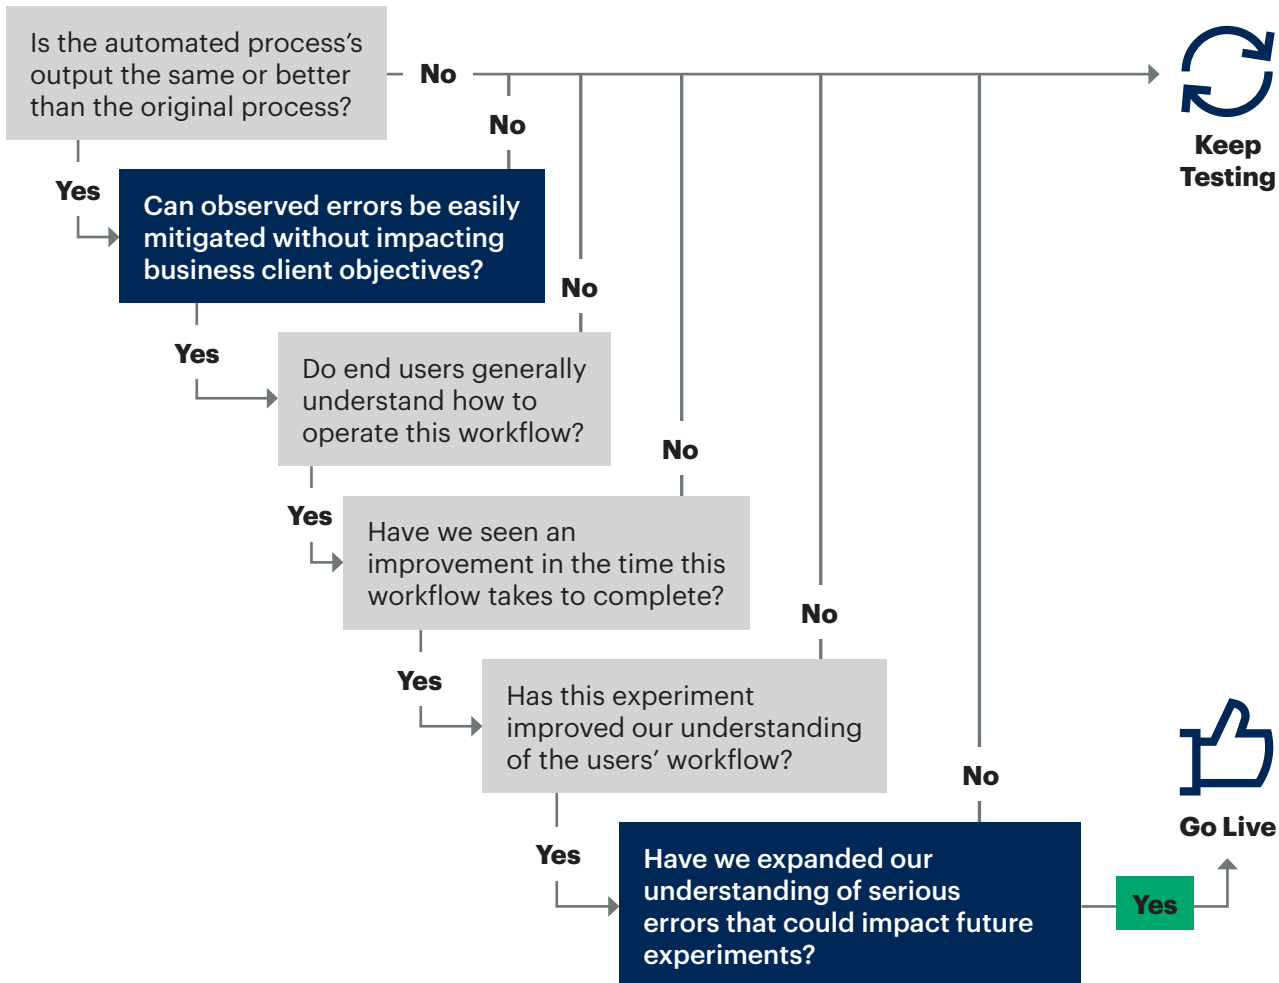 Is the automated process’s
output the same or better
than the original process?
No
Keep
Testing
No
Yes
Can observed errors be easily
mitigated without impacting
business client objectives?
No
Yes
Do end users generally
understand how to
operate this workflow?
No
Yes
Have we seen an
improvement in the time this
workflow takes to complete?
No
Yes
Has this experiment
improved our understanding
of the users’ workflow?
No
Yes
Have we expanded our
understanding of serious
errors that could impact future
experiments?
Yes
Go Live